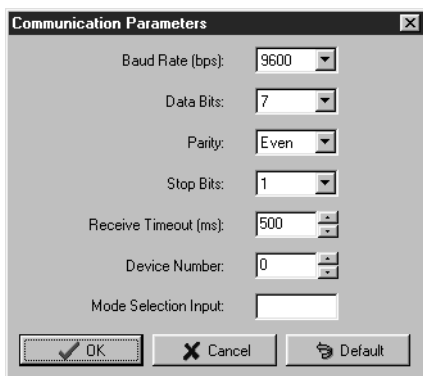 Communication Parameters
Baud Rate (bps): 9600
Data Bits: 7
Parity: Even
Stop Bits: 1
Receive Timeout (ms): 500
Device Number: 0
Mode Selection Input:
OK Cancel Default